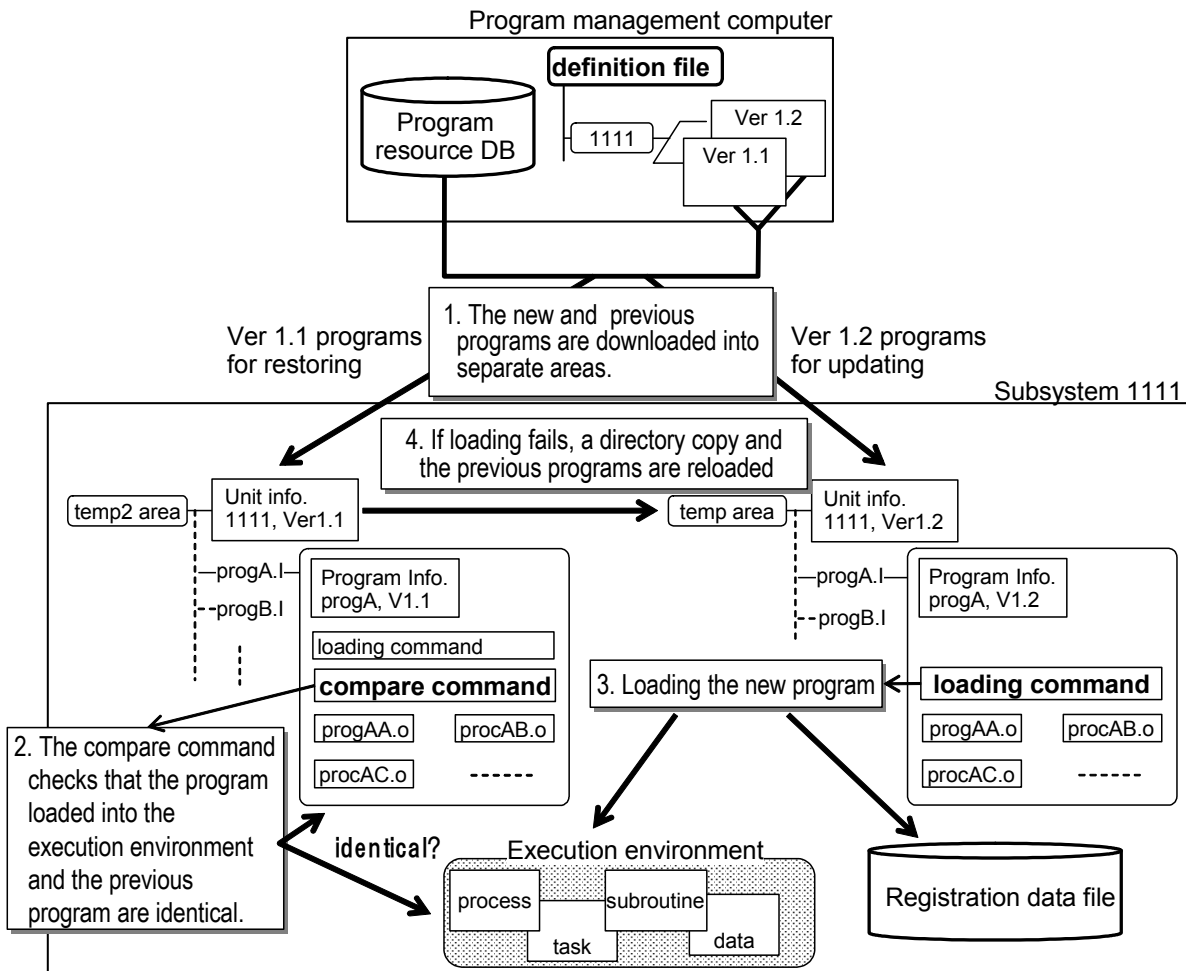 Program management computer
definition file
Program
resource DB
1111
Ver 1.2
Ver 1.1
1. The new and previous
programs are downloaded into
separate areas.
Ver 1.1 programs
for restoring
Ver 1.2 programs
for updating
Subsystem 1111
4. If loading fails, a directory copy and
the previous programs are reloaded
temp2 area
Unit info.
1111, Ver1.1
temp area
Unit info.
1111, Ver1.2
progA.I
progB.I
Program Info.
progA, V1.1
loading command
compare command
progAA.o
procAB.o
procAC.o
progA.I
progB.I
Program Info.
progA, V1.2
3. Loading the new program
loading command
progAA.o
procAB.o
procAC.o
2. The compare command
checks that the program
loaded into the
execution environment
and the previous
program are identical.
identical?
Execution environment
process
subroutine
task
data
Registration data file